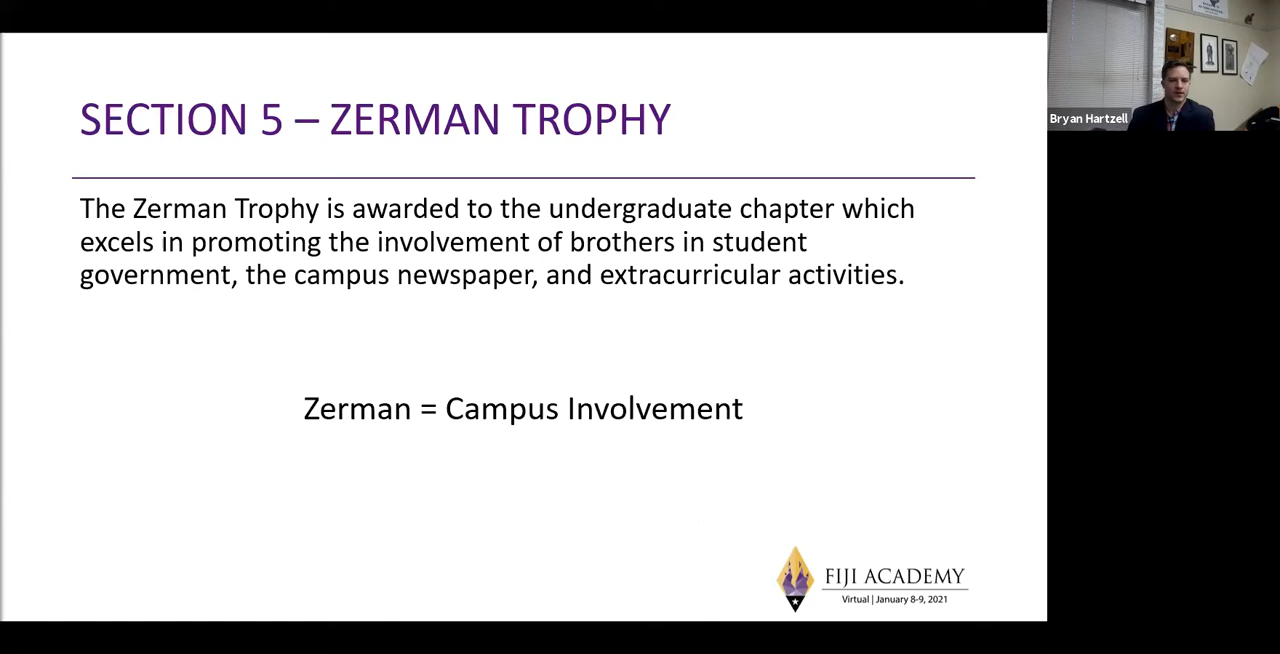 SECTION 5 – ZERMAN TROPHY
The Zerman Trophy is awarded to the undergraduate chapter which
excels in promoting the involvement of brothers in student
government, the campus newspaper, and extracurricular activities.
Zerman = Campus Involvement
FIJI ACADEMY
Virtual | January 8-9, 2021
Bryan Hartzell